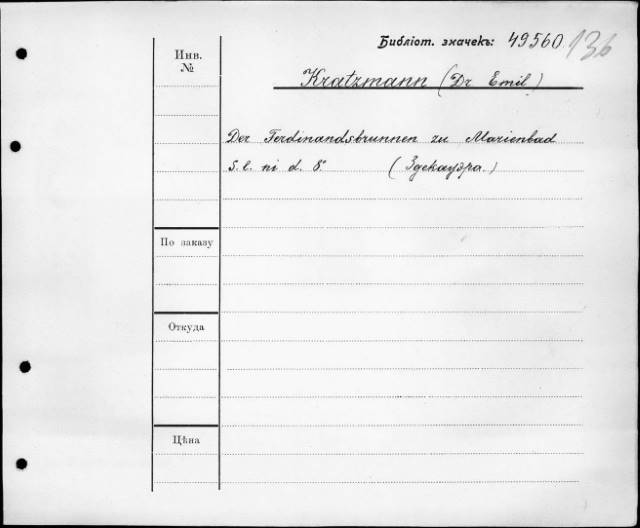 Библіот. значекъ: 49560 136
Инв.
№
Kratzmann (Dr Emil)
Der Ferdinandsbrunnen zu Marienbad
S. l. ni d. 8° (Здекауэра.)
По заказу
Откуда
Цѣна